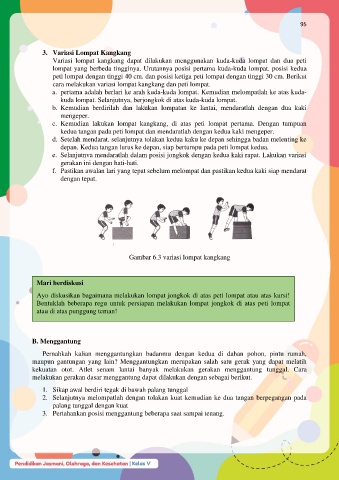 95
3. Variasi Lompat Kangkang
Variasi lompat kangkang dapat dilakukan menggunakan kuda-kuda lompat dan dua peti
lompat yang berbeda tingginya. Urutannya posisi pertama kuda-kuda lompat, posisi kedua
peti lompat dengan tinggi 40 cm, dan posisi ketiga peti lompat dengan tinggi 30 cm. Berikut
cara melakukan variasi lompat kangkang dan peti lompat.
a. pertama adalah berlari ke arah kuda-kuda lompat. Kemudian melompatlah ke atas kuda-
kuda lompat. Selanjutnya, berjongkok di atas kuda-kuda lompat.
b. Kemudian berdirilah dan lakukan lompatan ke lantai, mendaratlah dengan dua kaki
mengeper.
c. Kemudian lakukan lompat kangkang, di atas peti lompat pertama. Dengan tumpuan
kedua tangan pada peti lompat dan mendaratlah dengan kedua kaki mengeper.
d. Setelah mendarat, selanjutnya tolakan kedua kaku ke depan sehingga badan melenting ke
depan. Kedua tangan lurus ke depan, siap bertumpu pada peti lompat kedua.
e. Selanjutnya mendaratlah dalam posisi jongkok dengan kedua kaki rapat. Lakukan variasi
gerakan ini dengan hati-hati.
f. Pastikan awalan lari yang tepat sebelum melompat dan pastikan kedua kaki siap mendarat
dengan tepat.
Gambar 6.3 variasi lompat kangkang
Mari berdiskusi
Ayo diskusikan bagaimana melakukan lompat jongkok di atas peti lompat atau atas kursi!
Bentuklah beberapa regu untuk persiapan melakukan lompat jongkok di atas peti lompat
atau di atas punggung teman!
B. Menggantung
Pernahkah kalian menggantungkan badanmu dengan kedua di dahan pohon, pintu rumah,
maupun gantungan yang lain? Menggantungkan merupakan salah satu gerak yang dapat melatih
kekuatan otot. Atlet senam lantai banyak melakukan gerakan menggantung tunggal. Cara
melakukan gerakan dasar menggantung dapat dilakukan dengan sebagai berikut.
1. Sikap awal berdiri tegak di bawah palang tunggal
2. Selanjutnya melompatlah dengan tolakan kuat kemudian ke dua tangan berpegangan pada
palang tunggal dengan kuat
3. Pertahankan posisi menggantung beberapa saat sampai tenang.
Pendidikan Jasmani, Olahraga, dan Kesehatan | Kelas V